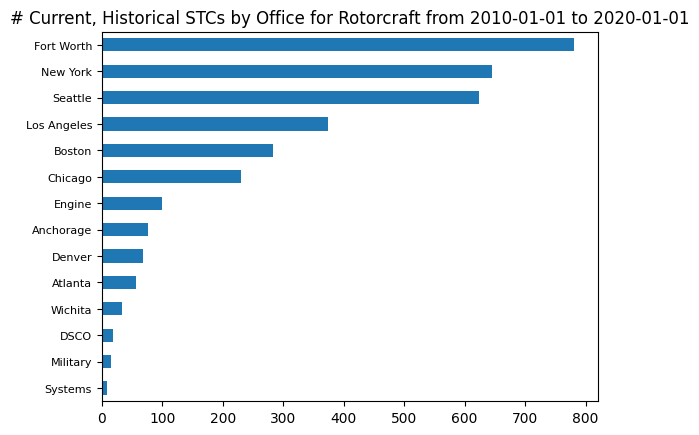 # Current, Historical STCs by Office for Rotorcraft from 2010-01-01 to 2020-01-01
Fort Worth
New York
Seattle
Los Angeles
Boston
Chicago
Engine
Anchorage
Denver
Atlanta
Wichita
DSCO
Military
Systems
0 100 200 300 400 500 600 700 800